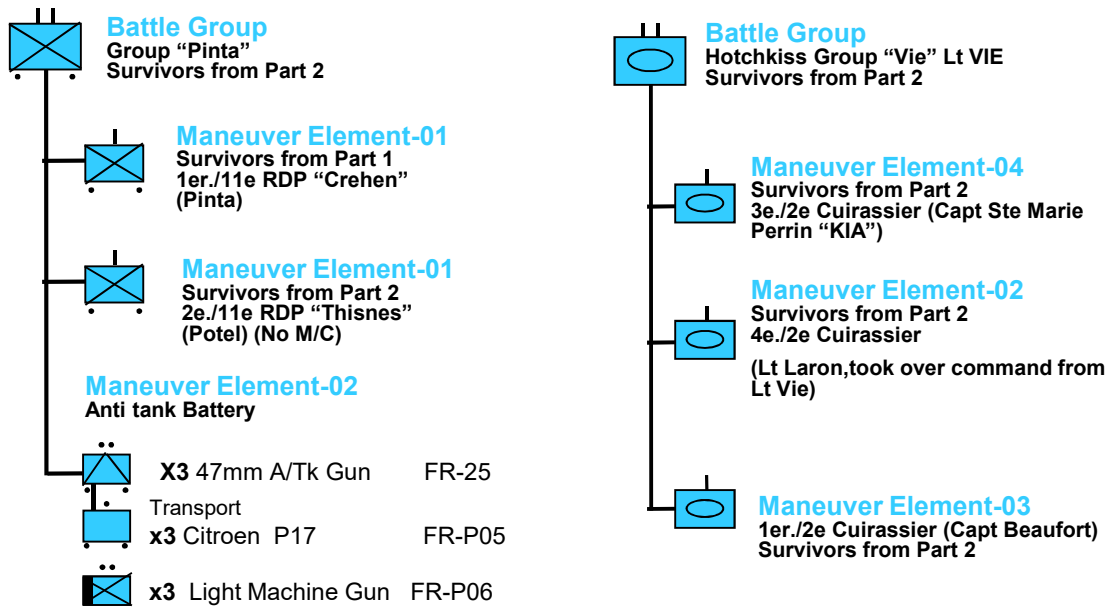 Battle Group
Group “Pinta”
Survivors from Part 2
Maneuver Element-01
Survivors from Part 1
1er./11e RDP “Crehen”
(Pinta)
Maneuver Element-01
Survivors from Part 2
2e./11e RDP “Thisnes”
(Potel) (No M/C)
Maneuver Element-02
Anti tank Battery
X3 47mm A/Tk Gun FR-25
Transport
x3 Citroen P17 FR-P05
x3 Light Machine Gun FR-P06
Battle Group
Hotchkiss Group “Vie” Lt VIE
Survivors from Part 2
Maneuver Element-04
Survivors from Part 2
3e./2e Cuirassier (Capt Ste Marie
Perrin “KIA”)
Maneuver Element-02
Survivors from Part 2
4e./2e Cuirassier
(Lt Laron,took over command from
Lt Vie)
Maneuver Element-03
1er./2e Cuirassier (Capt Beaufort)
Survivors from Part 2